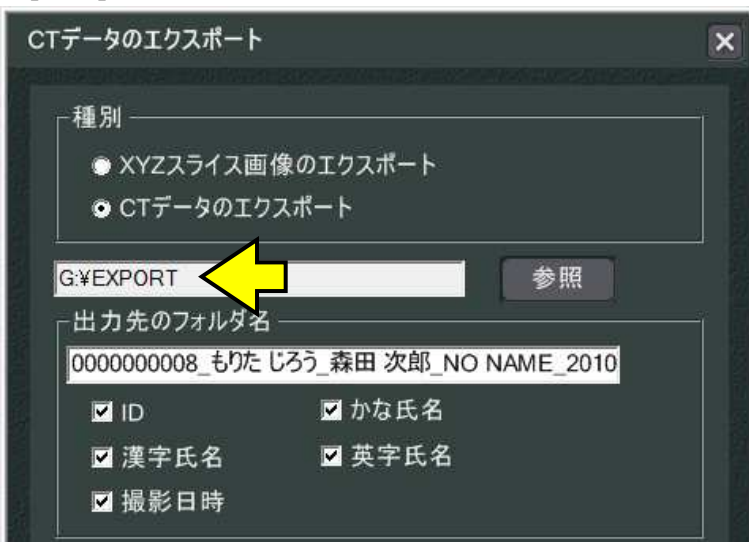 CTデータのエクスポート
種別
XYZスライス画像のエクスポート
CTデータのエクスポート
G:¥EXPORT
参照
出力先のフォルダ名
0000000008_もりた じろう_森田 次郎_NO NAME_2010
ID
かな氏名
漢字氏名
英字氏名
撮影日時